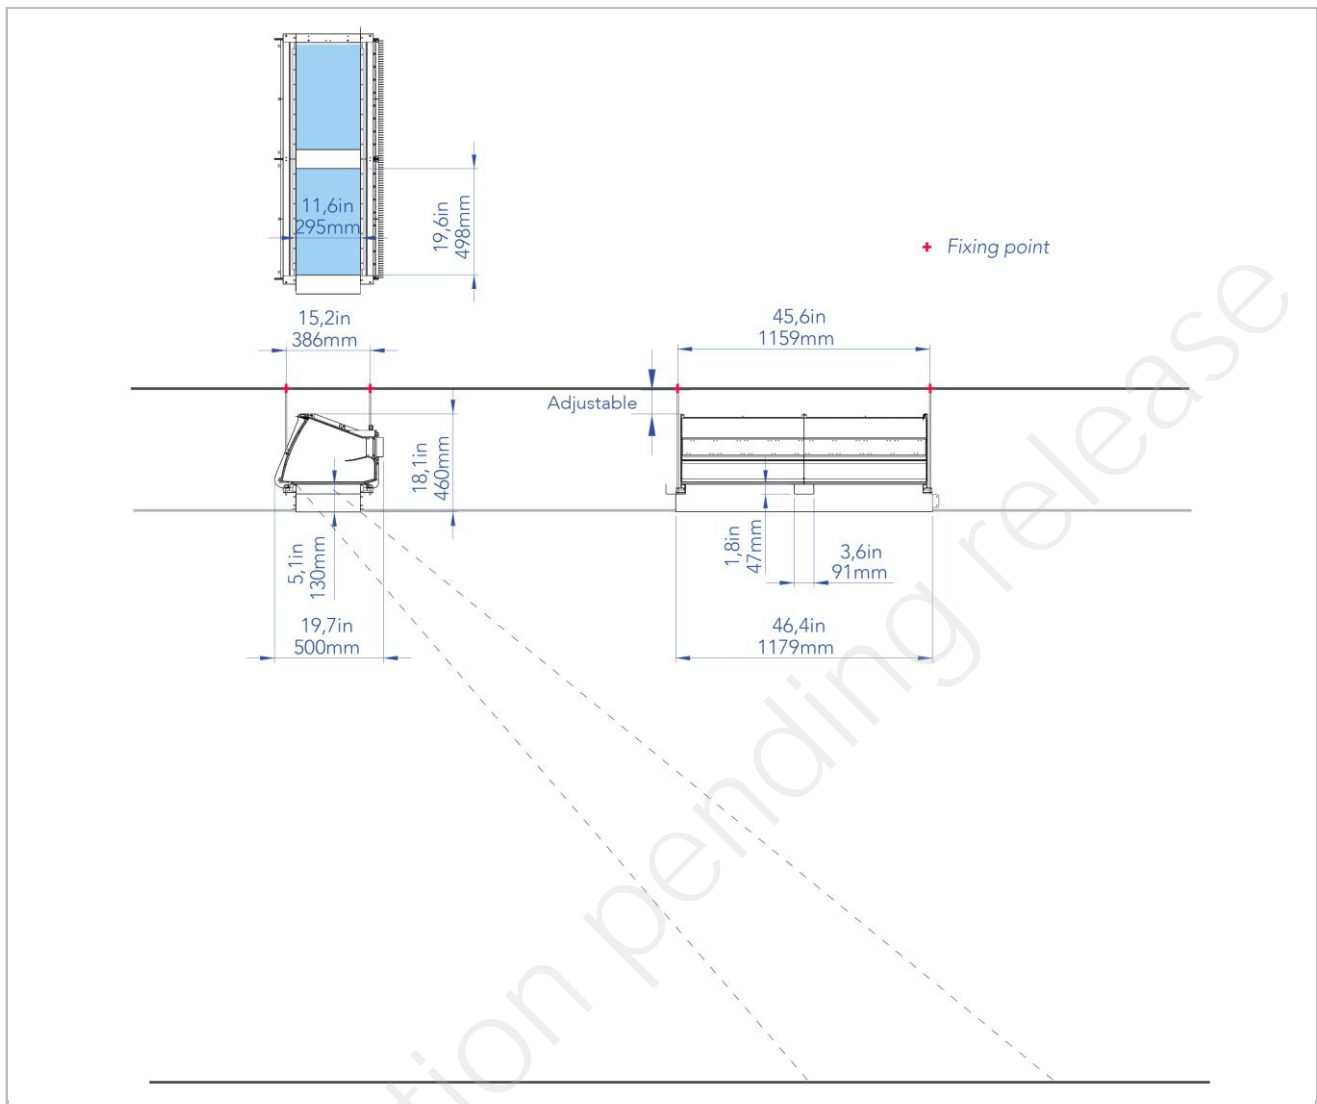 11,6in
295mm
19,6in
498mm
Fixing point
15,2in
386mm
45,6in
1159mm
Adjustable
18,1in
460mm
1,8in
47mm
3,6in
91mm
5,1in
130mm
19,7in
500mm
46,4in
1179mm
tion pending release